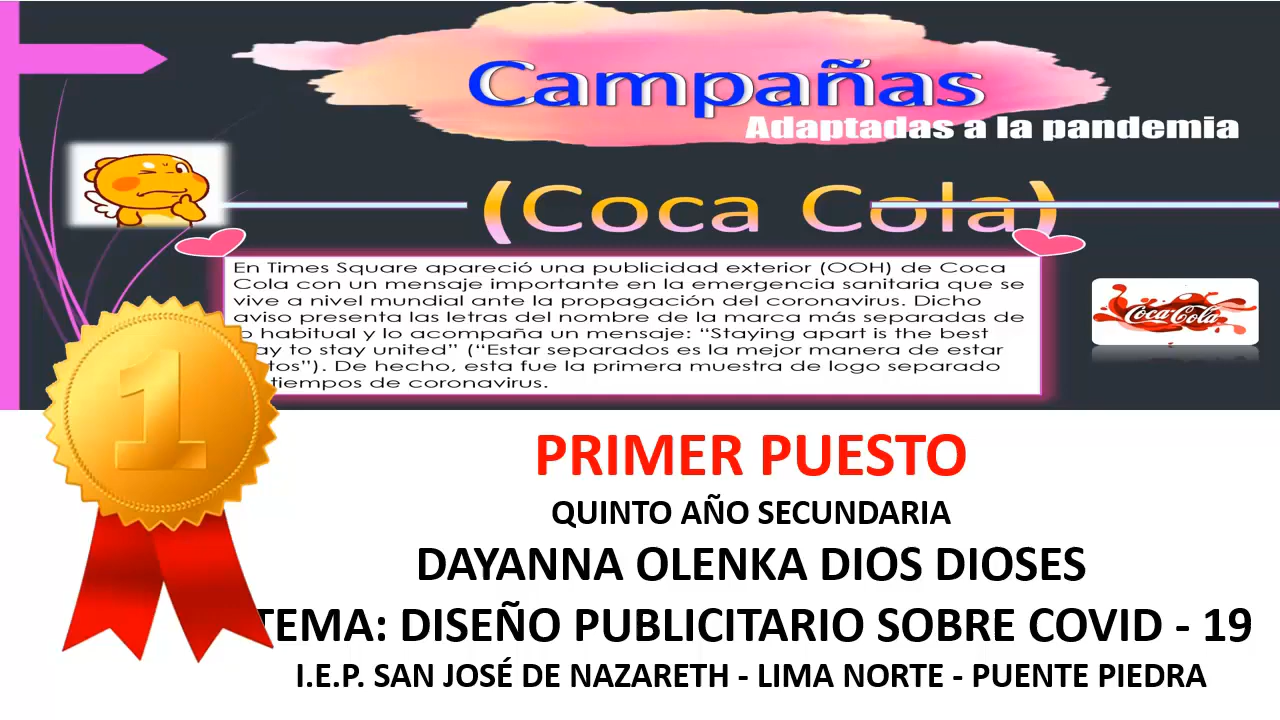 Campañas
Adaptadas a la pandemia
(Coca Cola)
En Times Square apareció una publicidad exterior (OOH) de Coca
Cola con un mensaje importante en la emergencia sanitaria que se
vive a nivel mundial ante la propagación del coronavirus. Dicho
aviso presenta las letras del nombre de la marca más separadas de
habitual y lo acompaña un mensaje: “Staying apart is the best
to stay united” (“Estar separados es la mejor manera de estar
De hecho, esta fue la primera muestra de logo separado
tiempos de coronavirus.
Coca-Cola
1
PRIMER PUESTO
QUINTO AÑO SECUNDARIA
DAYANNA OLENKA DIOS DIOSES
TEMA: DISEÑO PUBLICITARIO SOBRE COVID - 19
I.E.P. SAN JOSÉ DE NAZARETH - LIMA NORTE - PUENTE PIEDRA